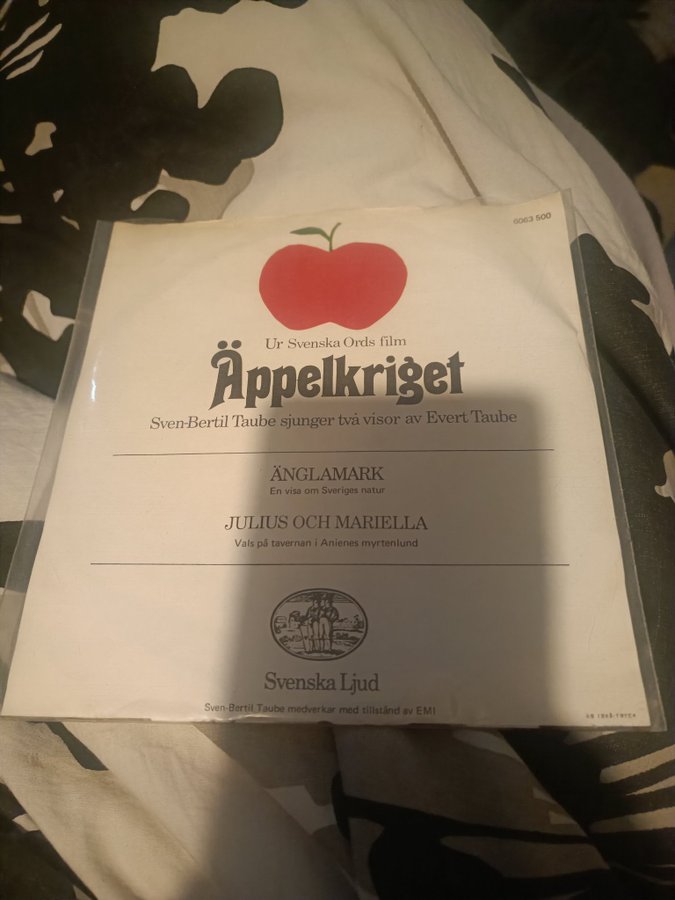 6063 500
Ur Svenska Ords film
Äppelkriget
Sven-Bertil Taube sjunger två visor av Evert Taube
ÄNGLAMARK
En visa om Sveriges natur
JULIUS OCH MARIELLA
Vals på tavernan i Anienes myrtenlund
Svenska Ljud
Sven-Bertil Taube medverkar med tillstånd av EMI